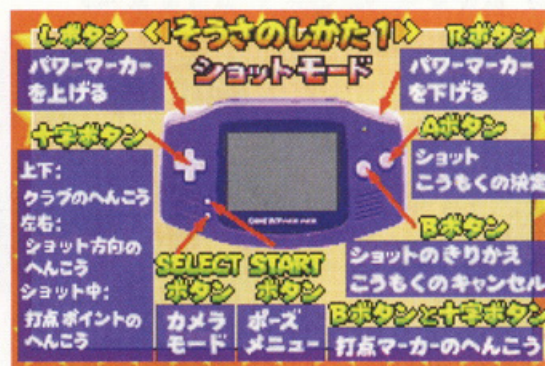 Lボタン
≪そうさのしかた1≫
Rボタン
ショットモード
パワーマーカー
を上げる
パワーマーカー
を下げる
十字ボタン
上下:
クラブのへんこう
左右:
ショット方向の
へんこう
ショット中:
打点ポイントの
へんこう
Aボタン
ショット
こうもくの決定
Bボタン
ショットのきりかえ
こうもくのキャンセル
SELECT
ボタン
カメラ
モード
START
ボタン
ポーズ
メニュー
Bボタンと十字ボタン
打点マーカーのへんこう
GAME BOY ADVANCE